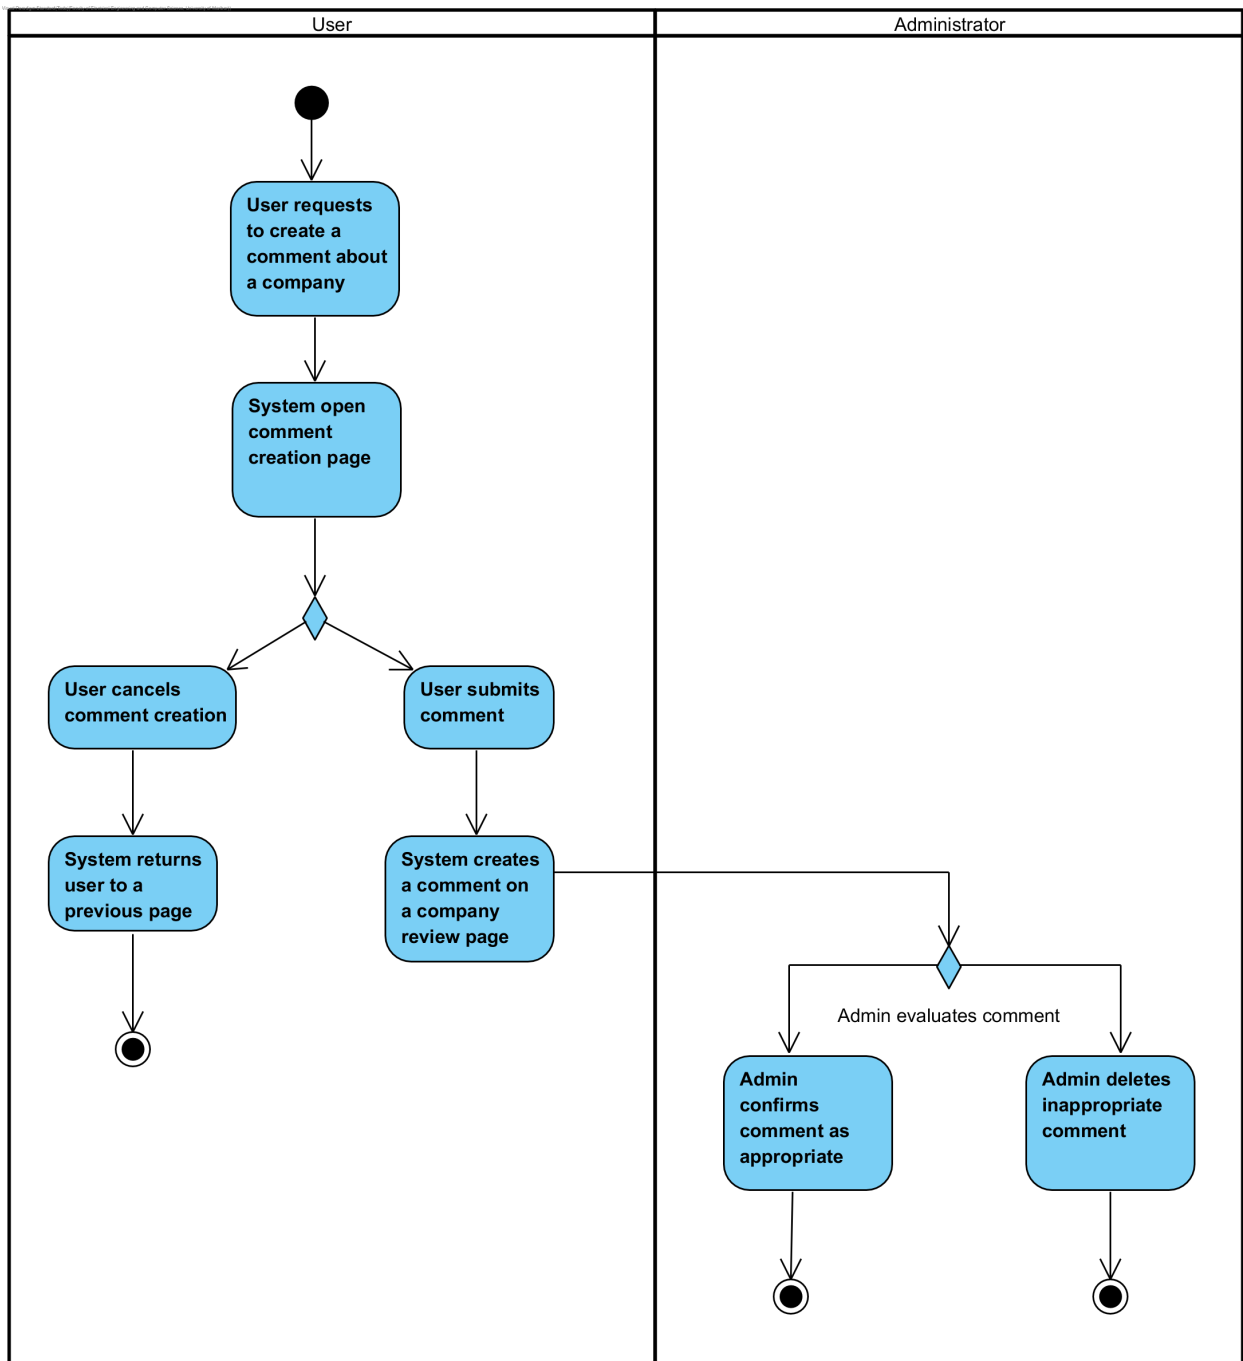 User
Administrator
User requests
to create a
comment about
a company
System open
comment
creation page
User cancels
comment creation
User submits
comment
System returns
user to a
previous page
System creates
a comment on
a company
review page
Admin evaluates comment
Admin
confirms
comment as
appropriate
Admin deletes
inappropriate
comment